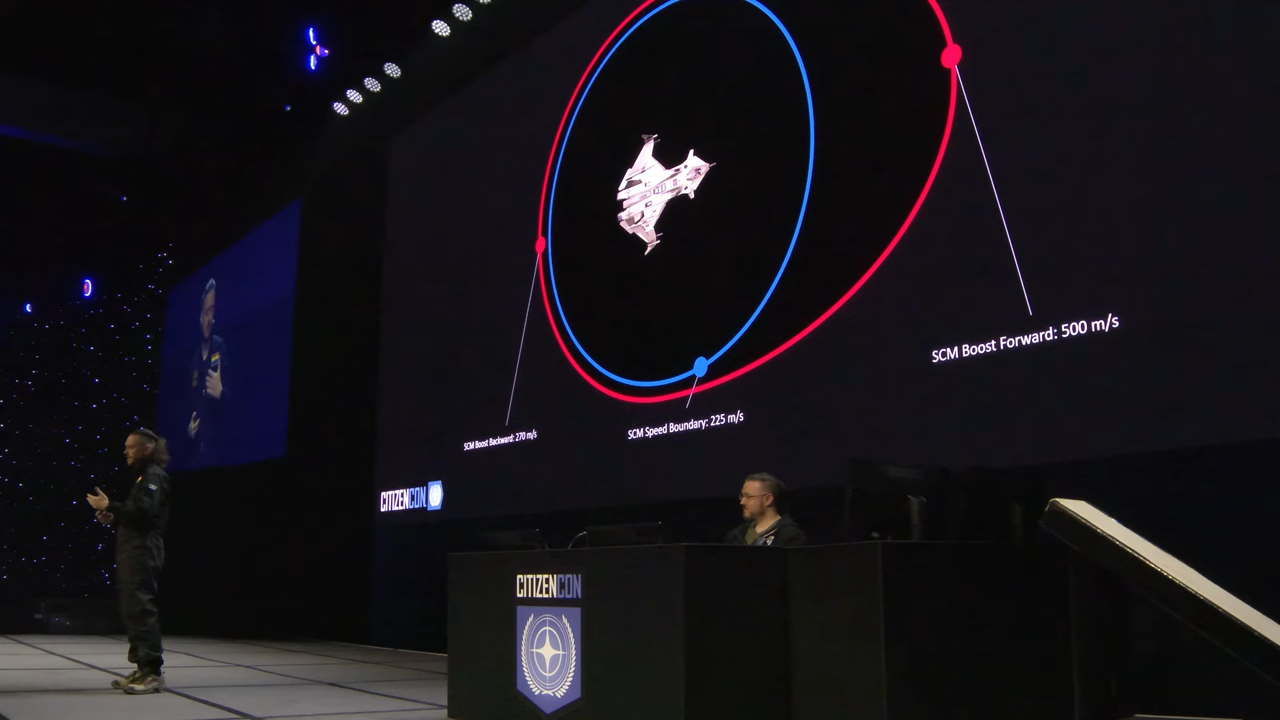 SCM Boost Forward: 500 m/s
SCM Speed Boundary: 225 m/s
SCM Boost Backward: 270 m/s
CITIZENCON
CITIZENCON